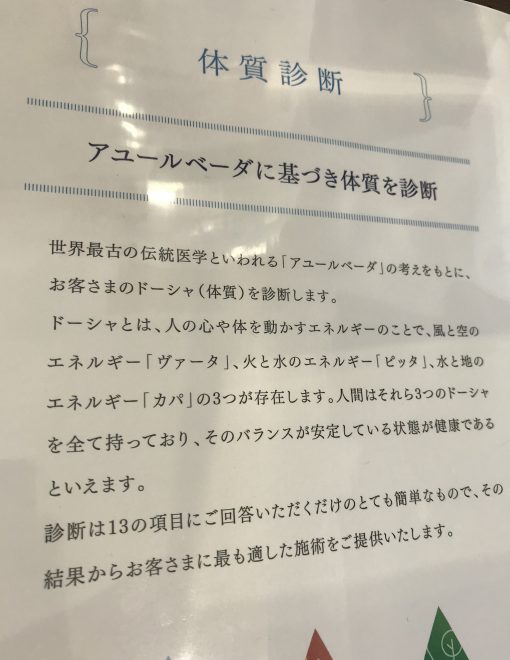 体質診断
アユールベーダに基づき体質を診断
世界最古の伝統医学といわれる「アユールベーダ」の考えをもとに、
お客さまのドーシャ(体質)を診断します。
ドーシャとは、人の心や体を動かすエネルギーのことで、風と空の
エネルギー「ヴァータ」、火と水のエネルギー「ピッタ」、水と地の
エネルギー「カパ」の3つが存在します。人間はそれら3つのドーシャ
を全て持っており、そのバランスが安定している状態が健康である
といえます。
診断は13の項目にご回答いただくだけのとても簡単なもので、その
結果からお客さまに最も適した施術をご提供いたします。